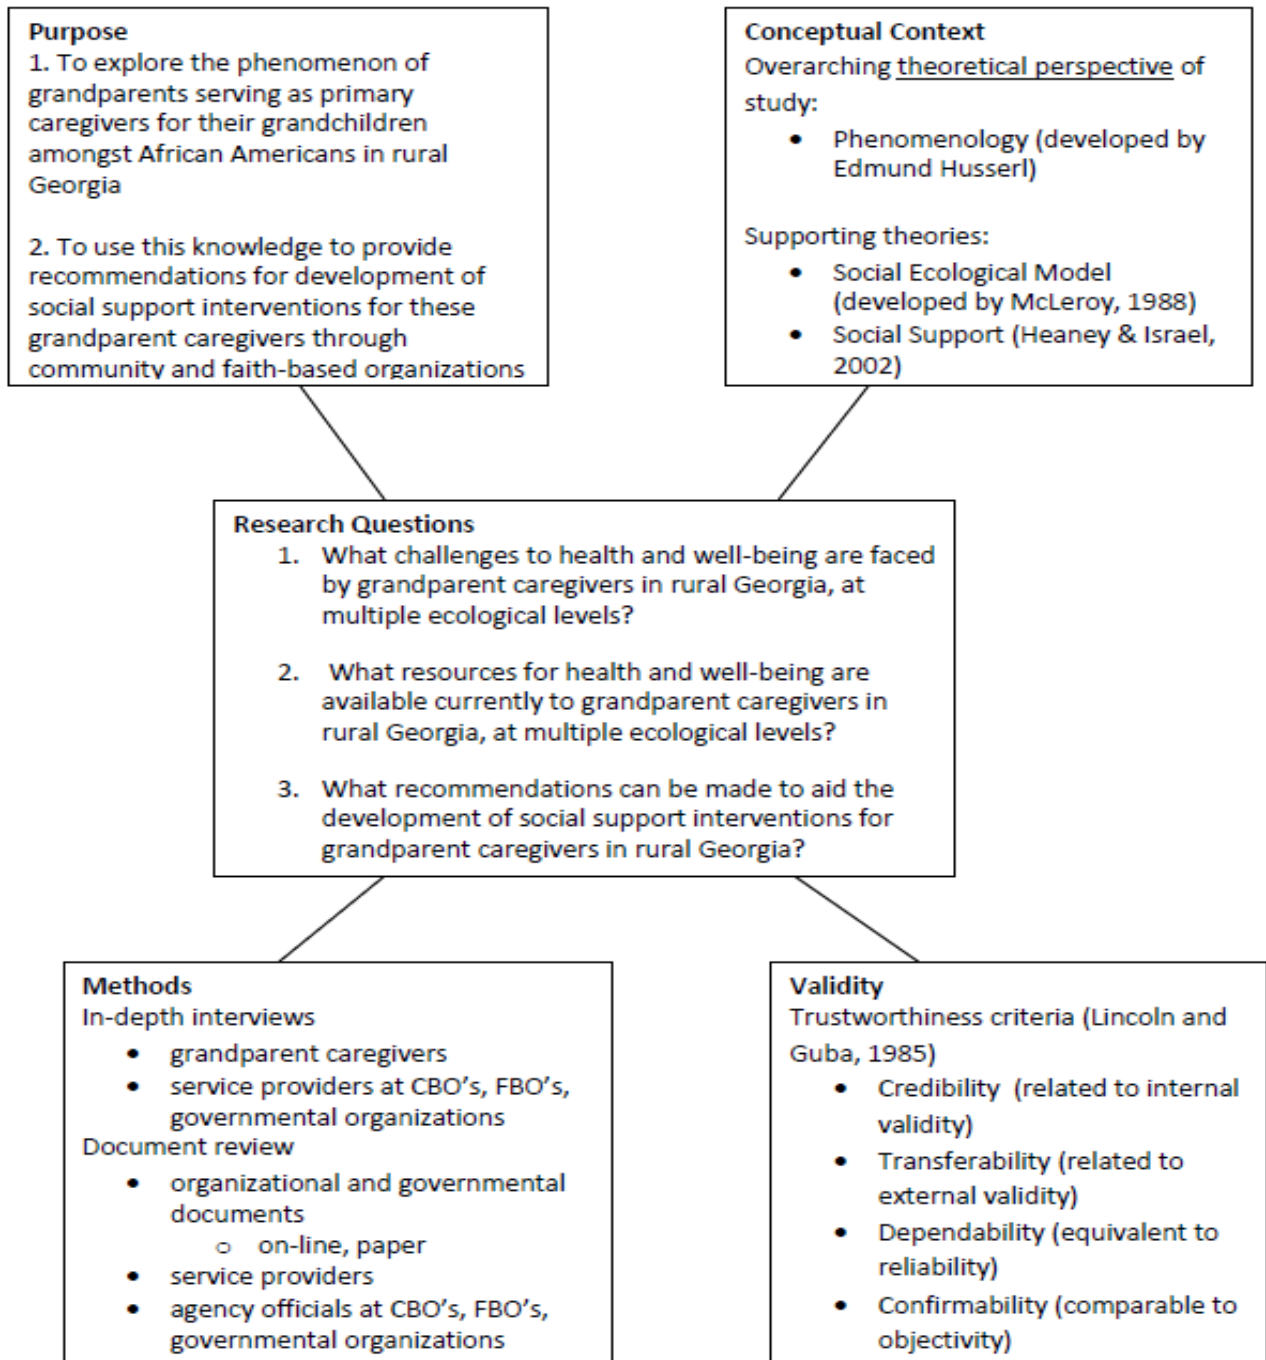 Purpose
1. To explore the phenomenon of
grandparents serving as primary
caregivers for their grandchildren
amongst African Americans in rural
Georgia
2. To use this knowledge to provide
recommendations for development of
social support interventions for these
grandparent caregivers through
community and faith-based organizations
Conceptual Context
Overarching theoretical perspective of
study:
• Phenomenology (developed by
Edmund Husserl)
Supporting theories:
• Social Ecological Model
(developed by McLeroy, 1988)
• Social Support (Heaney & Israel,
2002)
Research Questions
1. What challenges to health and well-being are faced
by grandparent caregivers in rural Georgia, at
multiple ecological levels?
2. What resources for health and well-being are
available currently to grandparent caregivers in
rural Georgia, at multiple ecological levels?
3. What recommendations can be made to aid the
development of social support interventions for
grandparent caregivers in rural Georgia?
Methods
In-depth interviews
• grandparent caregivers
• service providers at CBO's, FBO's,
governmental organizations
Document review
• organizational and governmental
documents
o on-line, paper
• service providers
• agency officials at CBO's, FBO's,
governmental organizations
Validity
Trustworthiness criteria (Lincoln and
Guba, 1985)
• Credibility (related to internal
validity)
• Transferability (related to
external validity)
• Dependability (equivalent to
reliability)
• Confirmability (comparable to
objectivity)